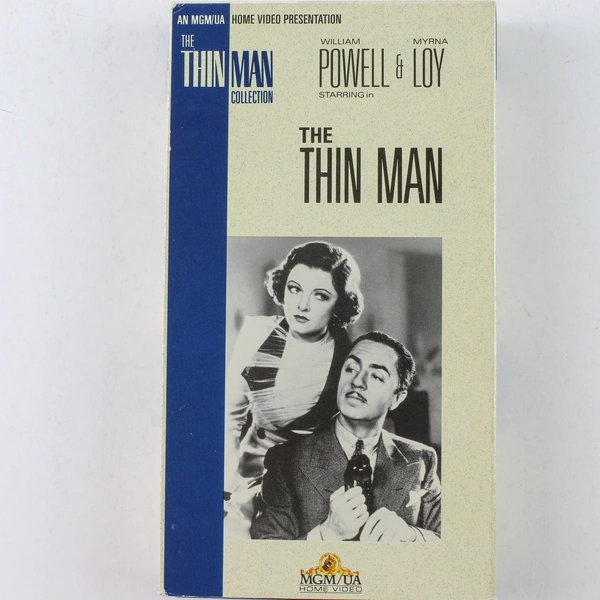 AN MGM/UA HOME VIDEO PRESENTATION
THE
THIN MAN
COLLECTION
WILLIAM MYRNA
POWELL & LOY
STARRING in
THE
THIN MAN
MGM/UA
HOME VIDEO